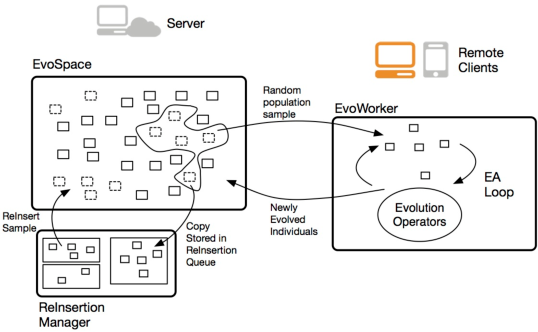 Server
EvoSpace
Remote
Clients
Random
population
sample
EvoWorker
EA
Loop
Evolution
Operators
Newly
Evolved
Individuals
ReInsert
Sample
Copy
Stored in
ReInsertion
Queue
ReInsertion
Manager